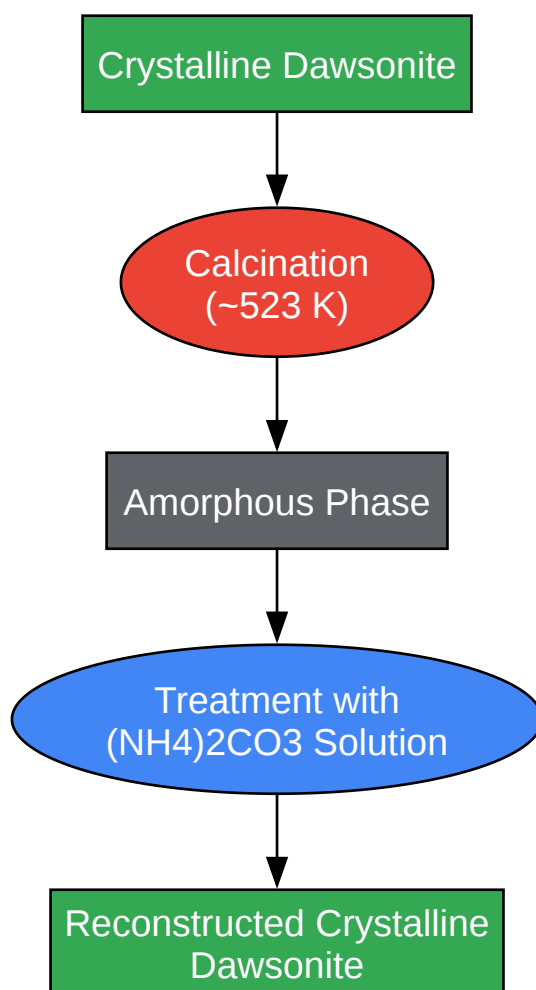 Crystalline Dawsonite
Calcination
(~523 K)
Amorphous Phase
Treatment with
(NH4)2CO3 Solution
Reconstructed Crystalline
Dawsonite